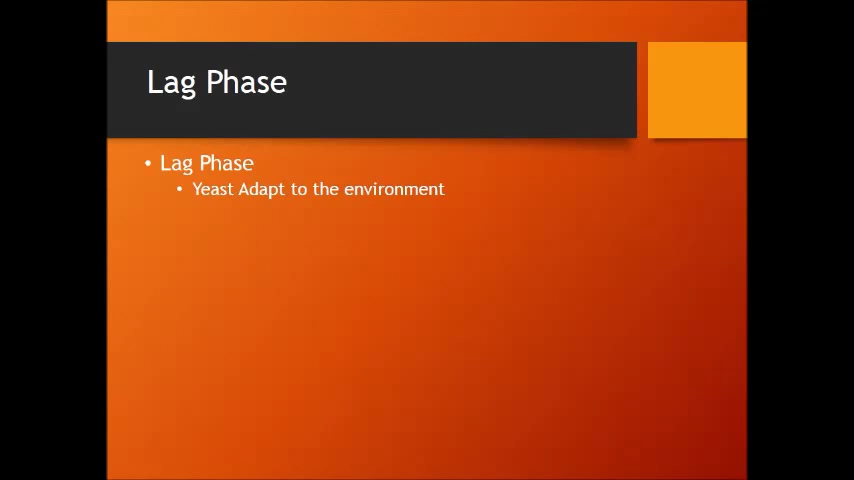 Lag Phase
• Lag Phase
• Yeast Adapt to the environment